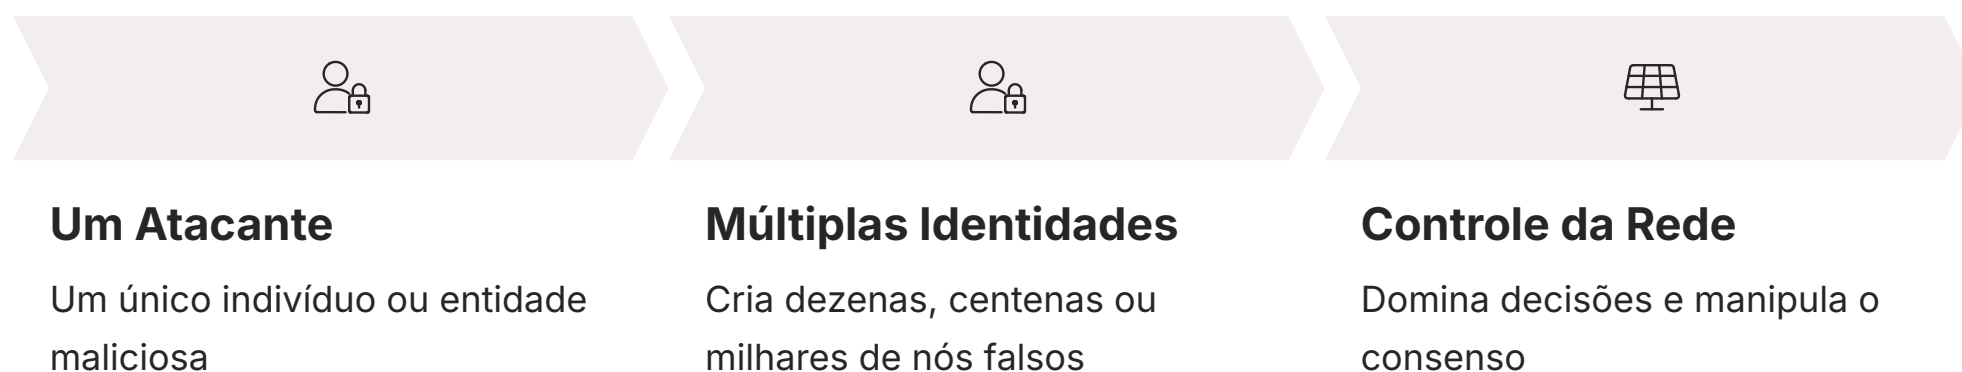 Um Atacante
Um único indivíduo ou entidade
maliciosa
Múltiplas Identidades
Cria dezenas, centenas ou
milhares de nós falsos
Controle da Rede
Domina decisões e manipula o
consenso